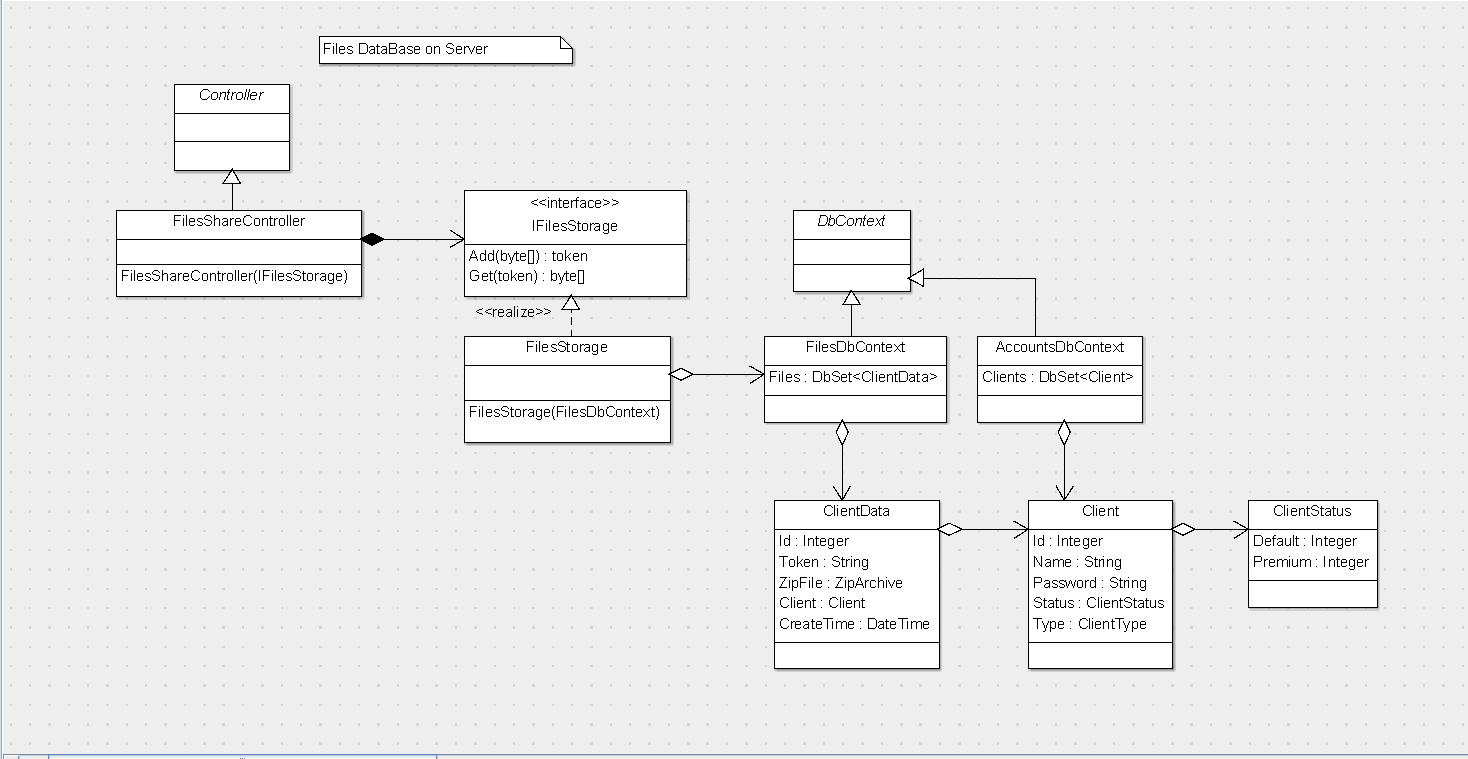 Files DataBase on Server
Controller
FilesShareController
FilesShareController(IFilesStorage)
<<interface>>
IFilesStorage
Add(byte[]) : token
Get(token) : byte[]
<<realize>>
FilesStorage
FilesStorage(FilesDbContext)
DbContext
FilesDbContext
Files : DbSet<ClientData>
AccountsDbContext
Clients : DbSet<Client>
ClientData
Id : Integer
Token : String
ZipFile : ZipArchive
Client : Client
CreateTime : DateTime
Client
Id : Integer
Name : String
Password : String
Status : ClientStatus
Type : ClientType
ClientStatus
Default : Integer
Premium : Integer